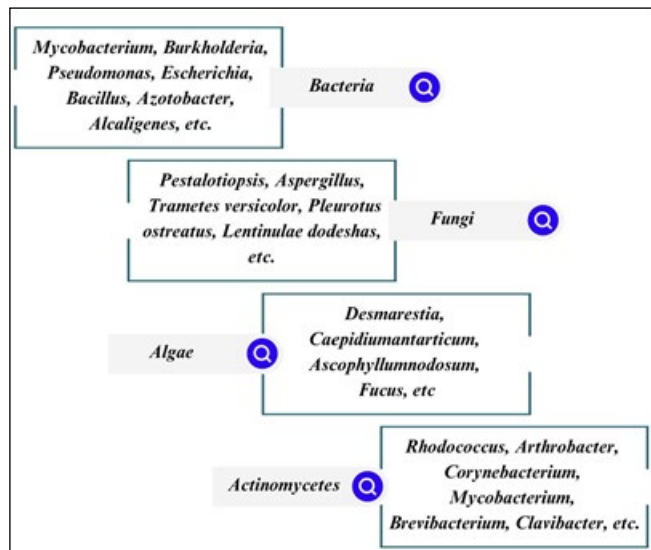 Mycobacterium, Burkholderia,
Pseudomonas, Escherichia,
Bacillus, Azotobacter,
Alcaligenes, etc.
Bacteria
Pestalotiopsis, Aspergillus,
Trametes versicolor, Pleurotus
ostreatus, Lentinulae dodeshas,
etc.
Fungi
Algae
Desmarestia,
Caepidiumantarticum,
Ascophyllumnodosum,
Fucus, etc
Actinomycetes
Rhodococcus, Arthrobacter,
Corynebacterium,
Mycobacterium,
Brevibacterium, Clavibacter, etc.